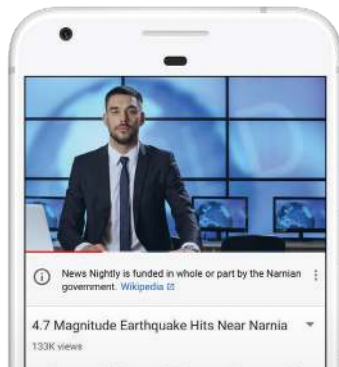 News Nightly is funded in whole or part by the Narnian
government. Wikipedia
4.7 Magnitude Earthquake Hits Near Narnia
133K views